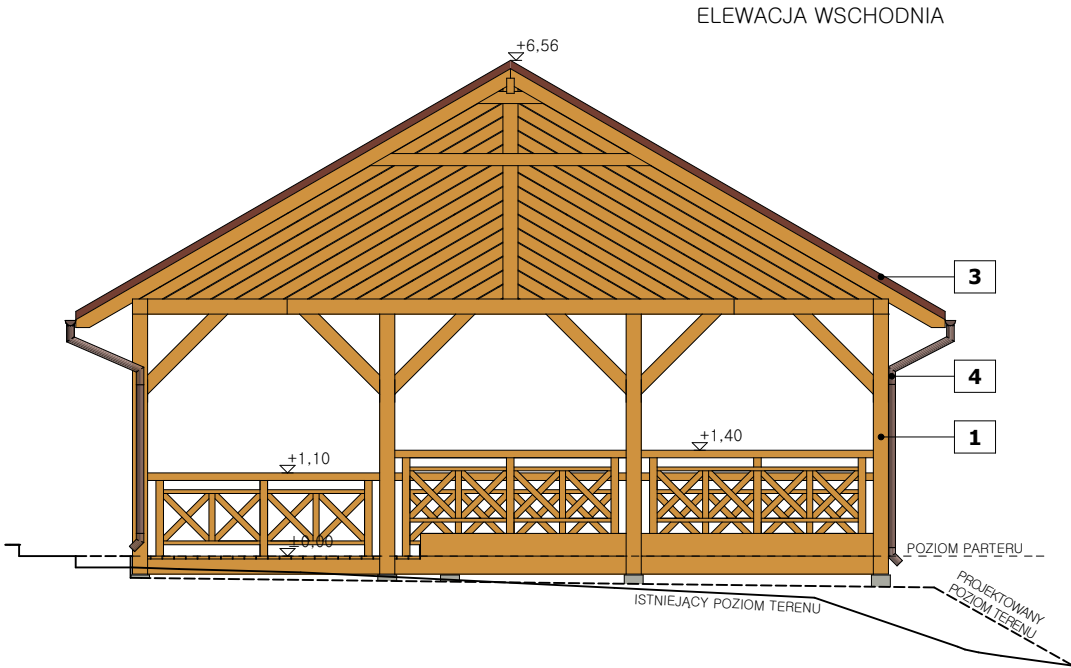 ELEWACJA WSCHODNIA
+6,56
3
4
1
+1,40
+1,10
±0,00
POZIOM PARTERU
ISTNIEJĄCY POZIOM TERENU
PROJEKTOWANY
POZIOM TERENU